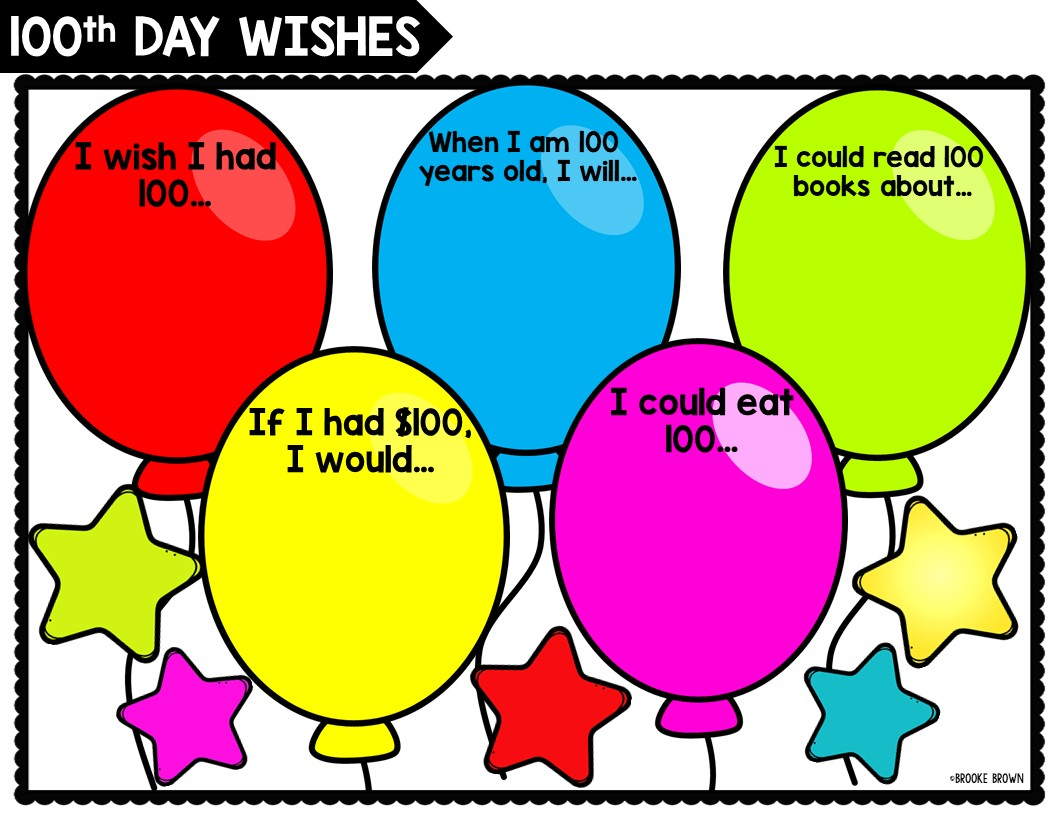 100th DAY WISHES
I wish I had
100...
When I am 100
years old, I will...
I could read 100
books about...
If I had $100,
I would...
I could eat
100...
©BROOKE BROWN